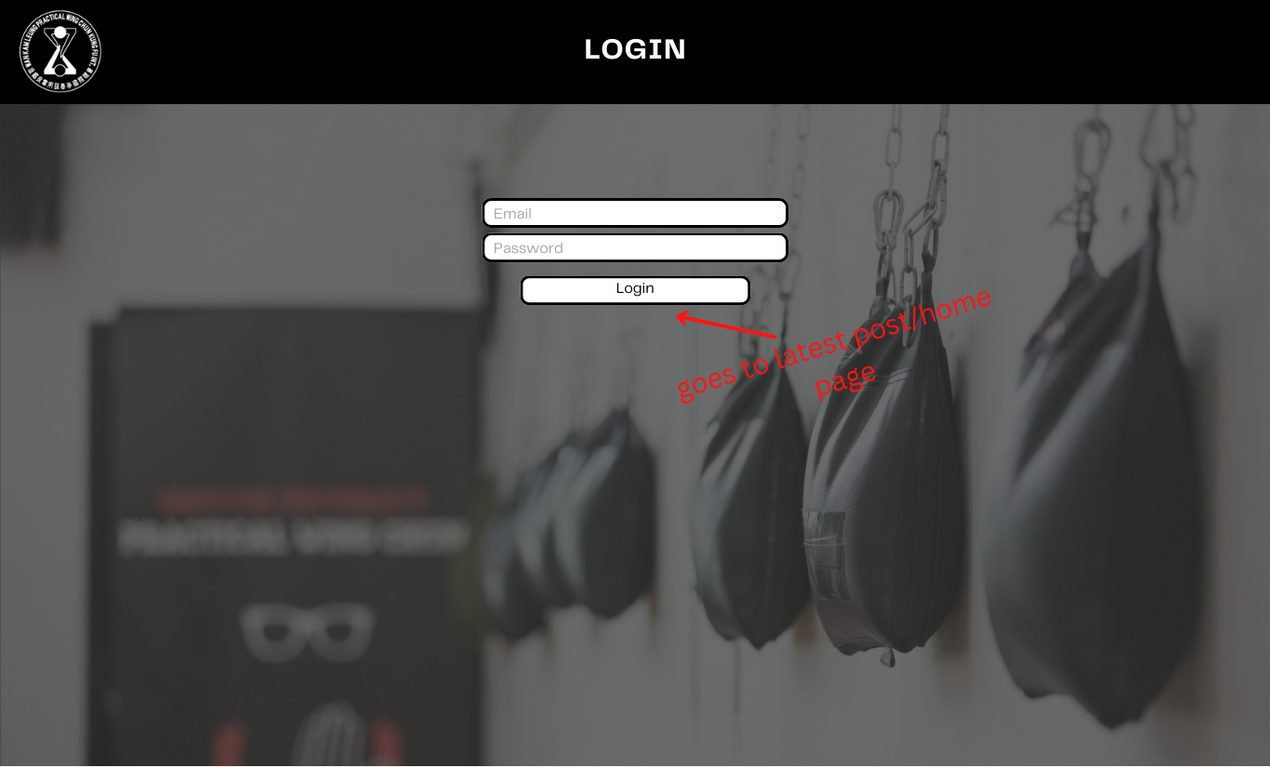 WAN KAM LEUNG PRACTICAL WING CHUN KUNG FU INT.
LOGIN
Email
Password
Login
goes to latest post/home
page
PRACTICAL WING CHUN